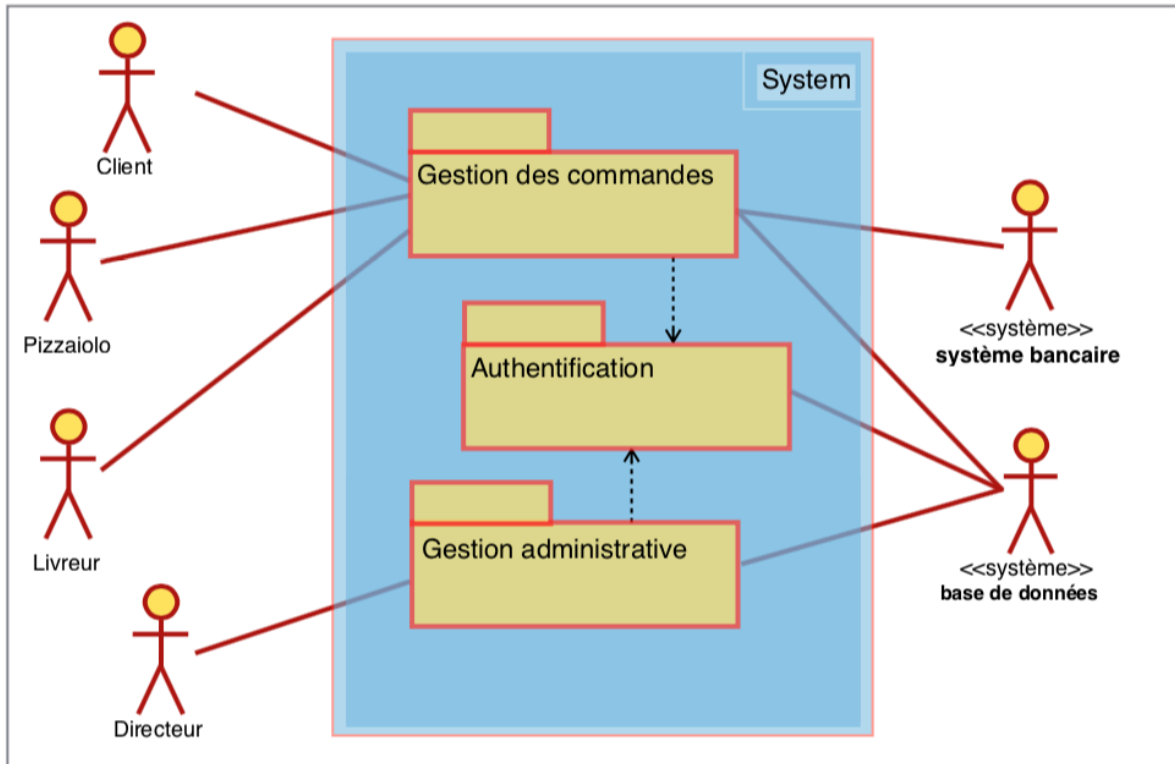 System
Client
Gestion des commandes
Pizzaiolo
<<système>>
système bancaire
Authentification
Livreur
Gestion administrative
<<système>>
base de données
Directeur